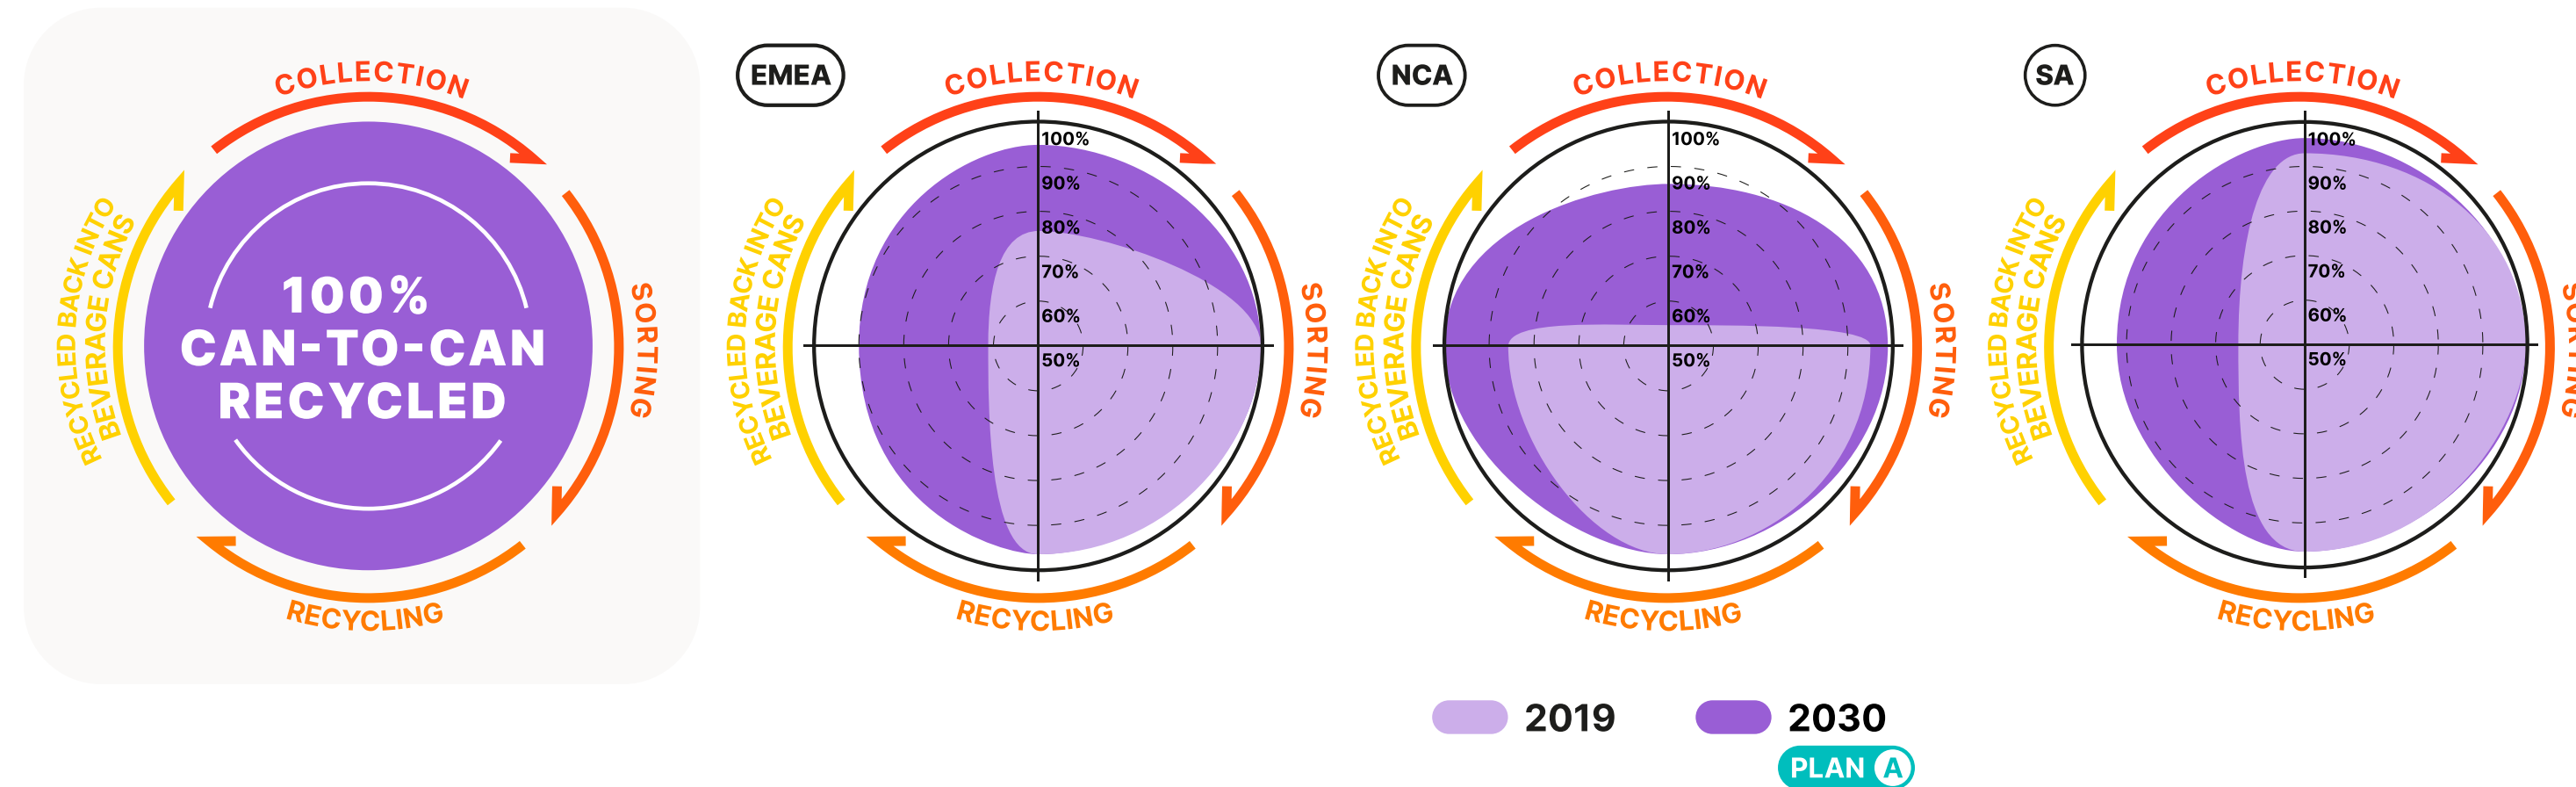 COLLECTION
SORTING
RECYCLING
RECYCLED BACK INTO
BEVERAGE CANS
100%
CAN-TO-CAN
RECYCLED
EMEA
COLLECTION
SORTING
RECYCLING
RECYCLED BACK INTO
BEVERAGE CANS
100%
90%
80%
70%
60%
50%
NCA
COLLECTION
SORTING
RECYCLING
RECYCLED BACK INTO
BEVERAGE CANS
100%
90%
80%
70%
60%
50%
SA
COLLECTION
SORTING
RECYCLING
RECYCLED BACK INTO
BEVERAGE CANS
100%
90%
80%
70%
60%
50%
2019
2030
PLAN A